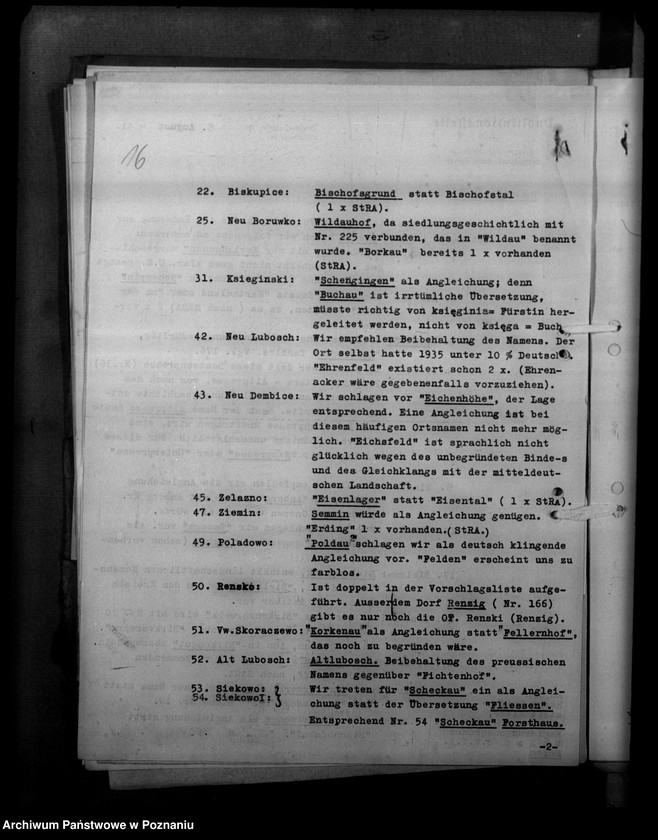 16
22. Biskupice: Bischofsgrund statt Bischofstal
( 1 x StRA).
25. Neu Boruwko: Wildauhof, da siedlungsgeschichtlich mit
Nr. 225 verbunden, das in "Wildau" benannt
wurde. "Borkau" bereits 1 x vorhanden
(StRA).
31. Ksieginski: "Schengingen" als Angleichung; denn
"Buchau" ist irrtümliche Übersetzung,
müsste richtig von księginia= Fürstin her-
geleitet werden, nicht von księga = Buch
42. Neu Lubosch: Wir empfehlen Beibehaltung des Namens. Der
Ort selbst hatte 1935 unter 10 % Deutsche.
"Ehrenfeld" existiert schon 2 x. (Ehren-
acker wäre gegebenenfalls vorzuziehen).
43. Neu Dembice: Wir schlagen vor "Eichenhöhe", der Lage
entsprechend. Eine Angleichung ist bei
diesem häufigen Ortsnamen nicht mehr mög-
lich. "Eichsfeld" ist sprachlich nicht
glücklich wegen des unbegründeten Binde-s
und des Gleichklangs mit der mitteldeut-
schen Landschaft.
45. Zelazno: "Eisenlager" statt "Eisental" ( 1 x StRA).
47. Ziemin: Semmin würde als Angleichung genügen.
"Erding" 1 x vorhanden.(StRA.)
49. Poladowo: "Poldau" schlagen wir als deutsch klingende
Angleichung vor. "Felden" erscheint uns zu
farblos.
50. Renske: Ist doppelt in der Vorschlagsliste aufge-
führt. Ausserdem Dorf Renzig ( Nr. 166)
gibt es nur noch die Of. Renski (Renzig).
51. Vw.Skoraczewo: "Korkenau" als Angleichung statt "Fellernhof",
das noch zu begründen wäre.
52. Alt Lubosch: Altlubosch. Beibehaltung des preussischen
Namens gegenüber "Fichtenhof".
53. Siekowo: Wir treten für "Scheckau" ein als Anglei-
54. SiekowoI: chung statt der Übersetzung "Fliessen".
Entsprechend Nr. 54 "Scheckau" Forsthaus.
-2-
Archiwum Państwowe w Poznaniu